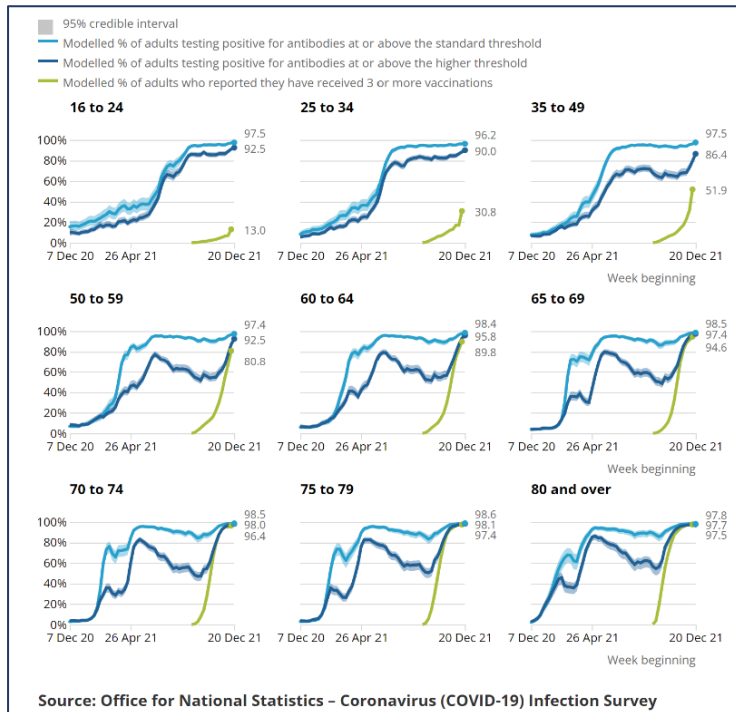 95% credible interval
Modelled % of adults testing positive for antibodies at or above the standard threshold
Modelled % of adults testing positive for antibodies at or above the higher threshold
Modelled % of adults who reported they have received 3 or more vaccinations
16 to 24
25 to 34
35 to 49
100%
80%
60%
40%
20%
0%
97.5
92.5
13.0
96.2
90.0
30.8
97.5
86.4
51.9
7 Dec 20 26 Apr 21 20 Dec 21
7 Dec 20 26 Apr 21 20 Dec 21
7 Dec 20 26 Apr 21 20 Dec 21
Week beginning
50 to 59
60 to 64
65 to 69
100%
80%
60%
40%
20%
0%
97.4
92.5
80.8
98.4
95.8
89.8
98.5
97.4
94.6
7 Dec 20 26 Apr 21 20 Dec 21
7 Dec 20 26 Apr 21 20 Dec 21
7 Dec 20 26 Apr 21 20 Dec 21
Week beginning
70 to 74
75 to 79
80 and over
100%
80%
60%
40%
20%
0%
98.5
98.0
96.4
98.6
98.1
97.4
97.8
97.7
97.5
7 Dec 20 26 Apr 21 20 Dec 21
7 Dec 20 26 Apr 21 20 Dec 21
7 Dec 20 26 Apr 21 20 Dec 21
Week beginning
Source: Office for National Statistics – Coronavirus (COVID-19) Infection Survey